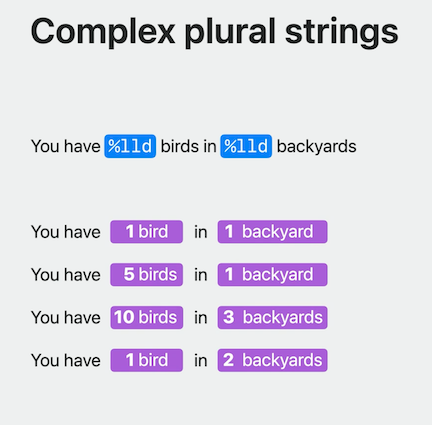 Complex plural strings
You have %lld birds in %lld backyards
You have 1 bird in 1 backyard
You have 5 birds in 1 backyard
You have 10 birds in 3 backyards
You have 1 bird in 2 backyards